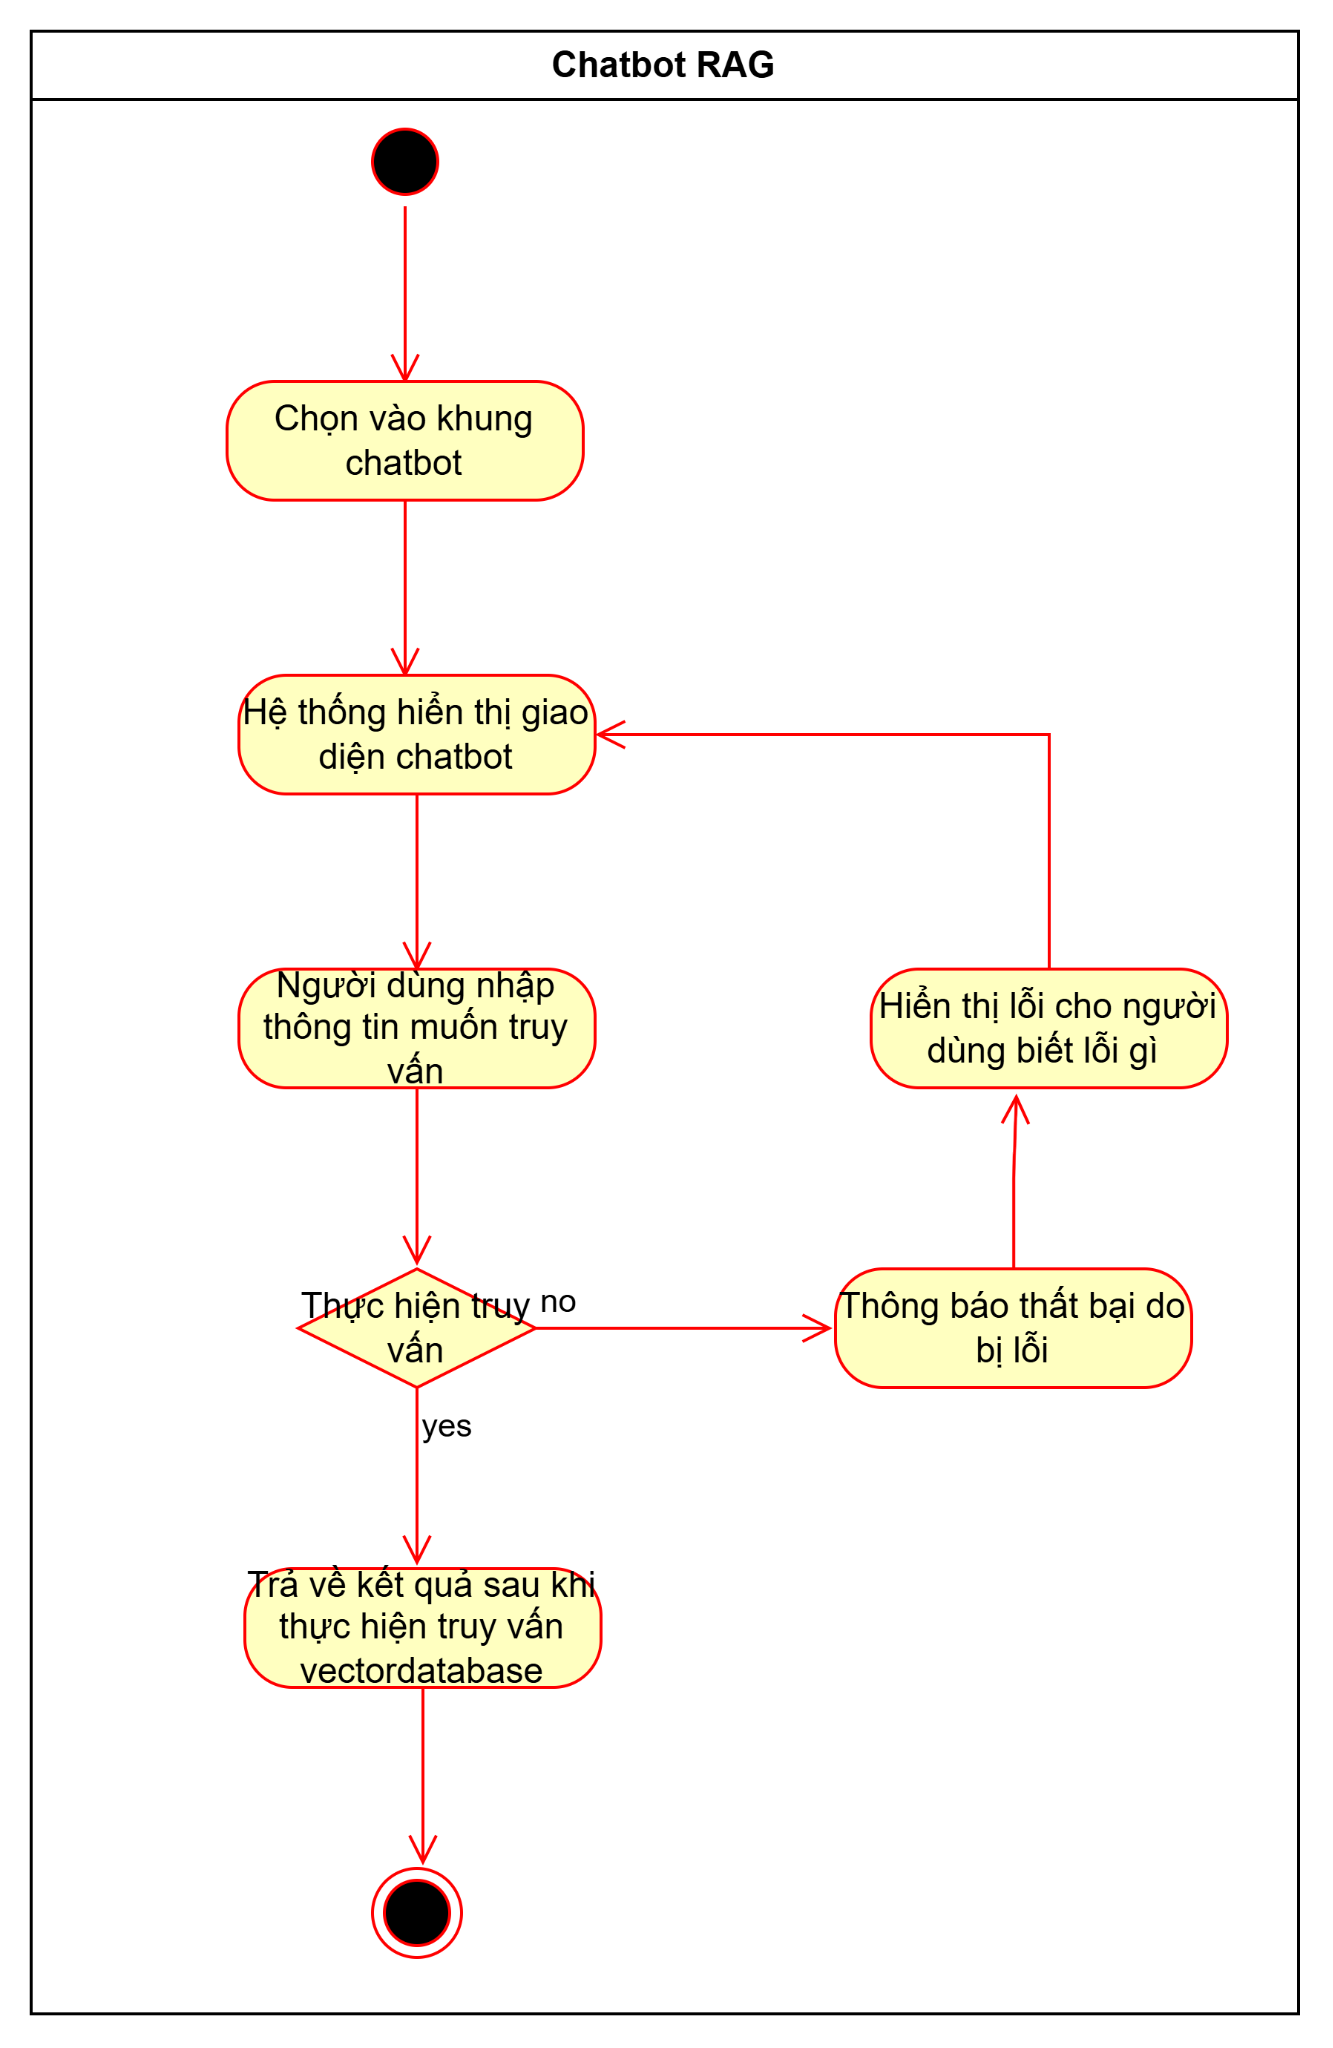 Chatbot RAG
Chọn vào khung
chatbot
Hệ thống hiển thị giao
diện chatbot
Người dùng nhập
thông tin muốn truy
vấn
Hiển thị lỗi cho người
dùng biết lỗi gì
Thực hiện truy
vấn
no
Thông báo thất bại do
bị lỗi
yes
Trả về kết quả sau khi
thực hiện truy vấn
vectordatabase